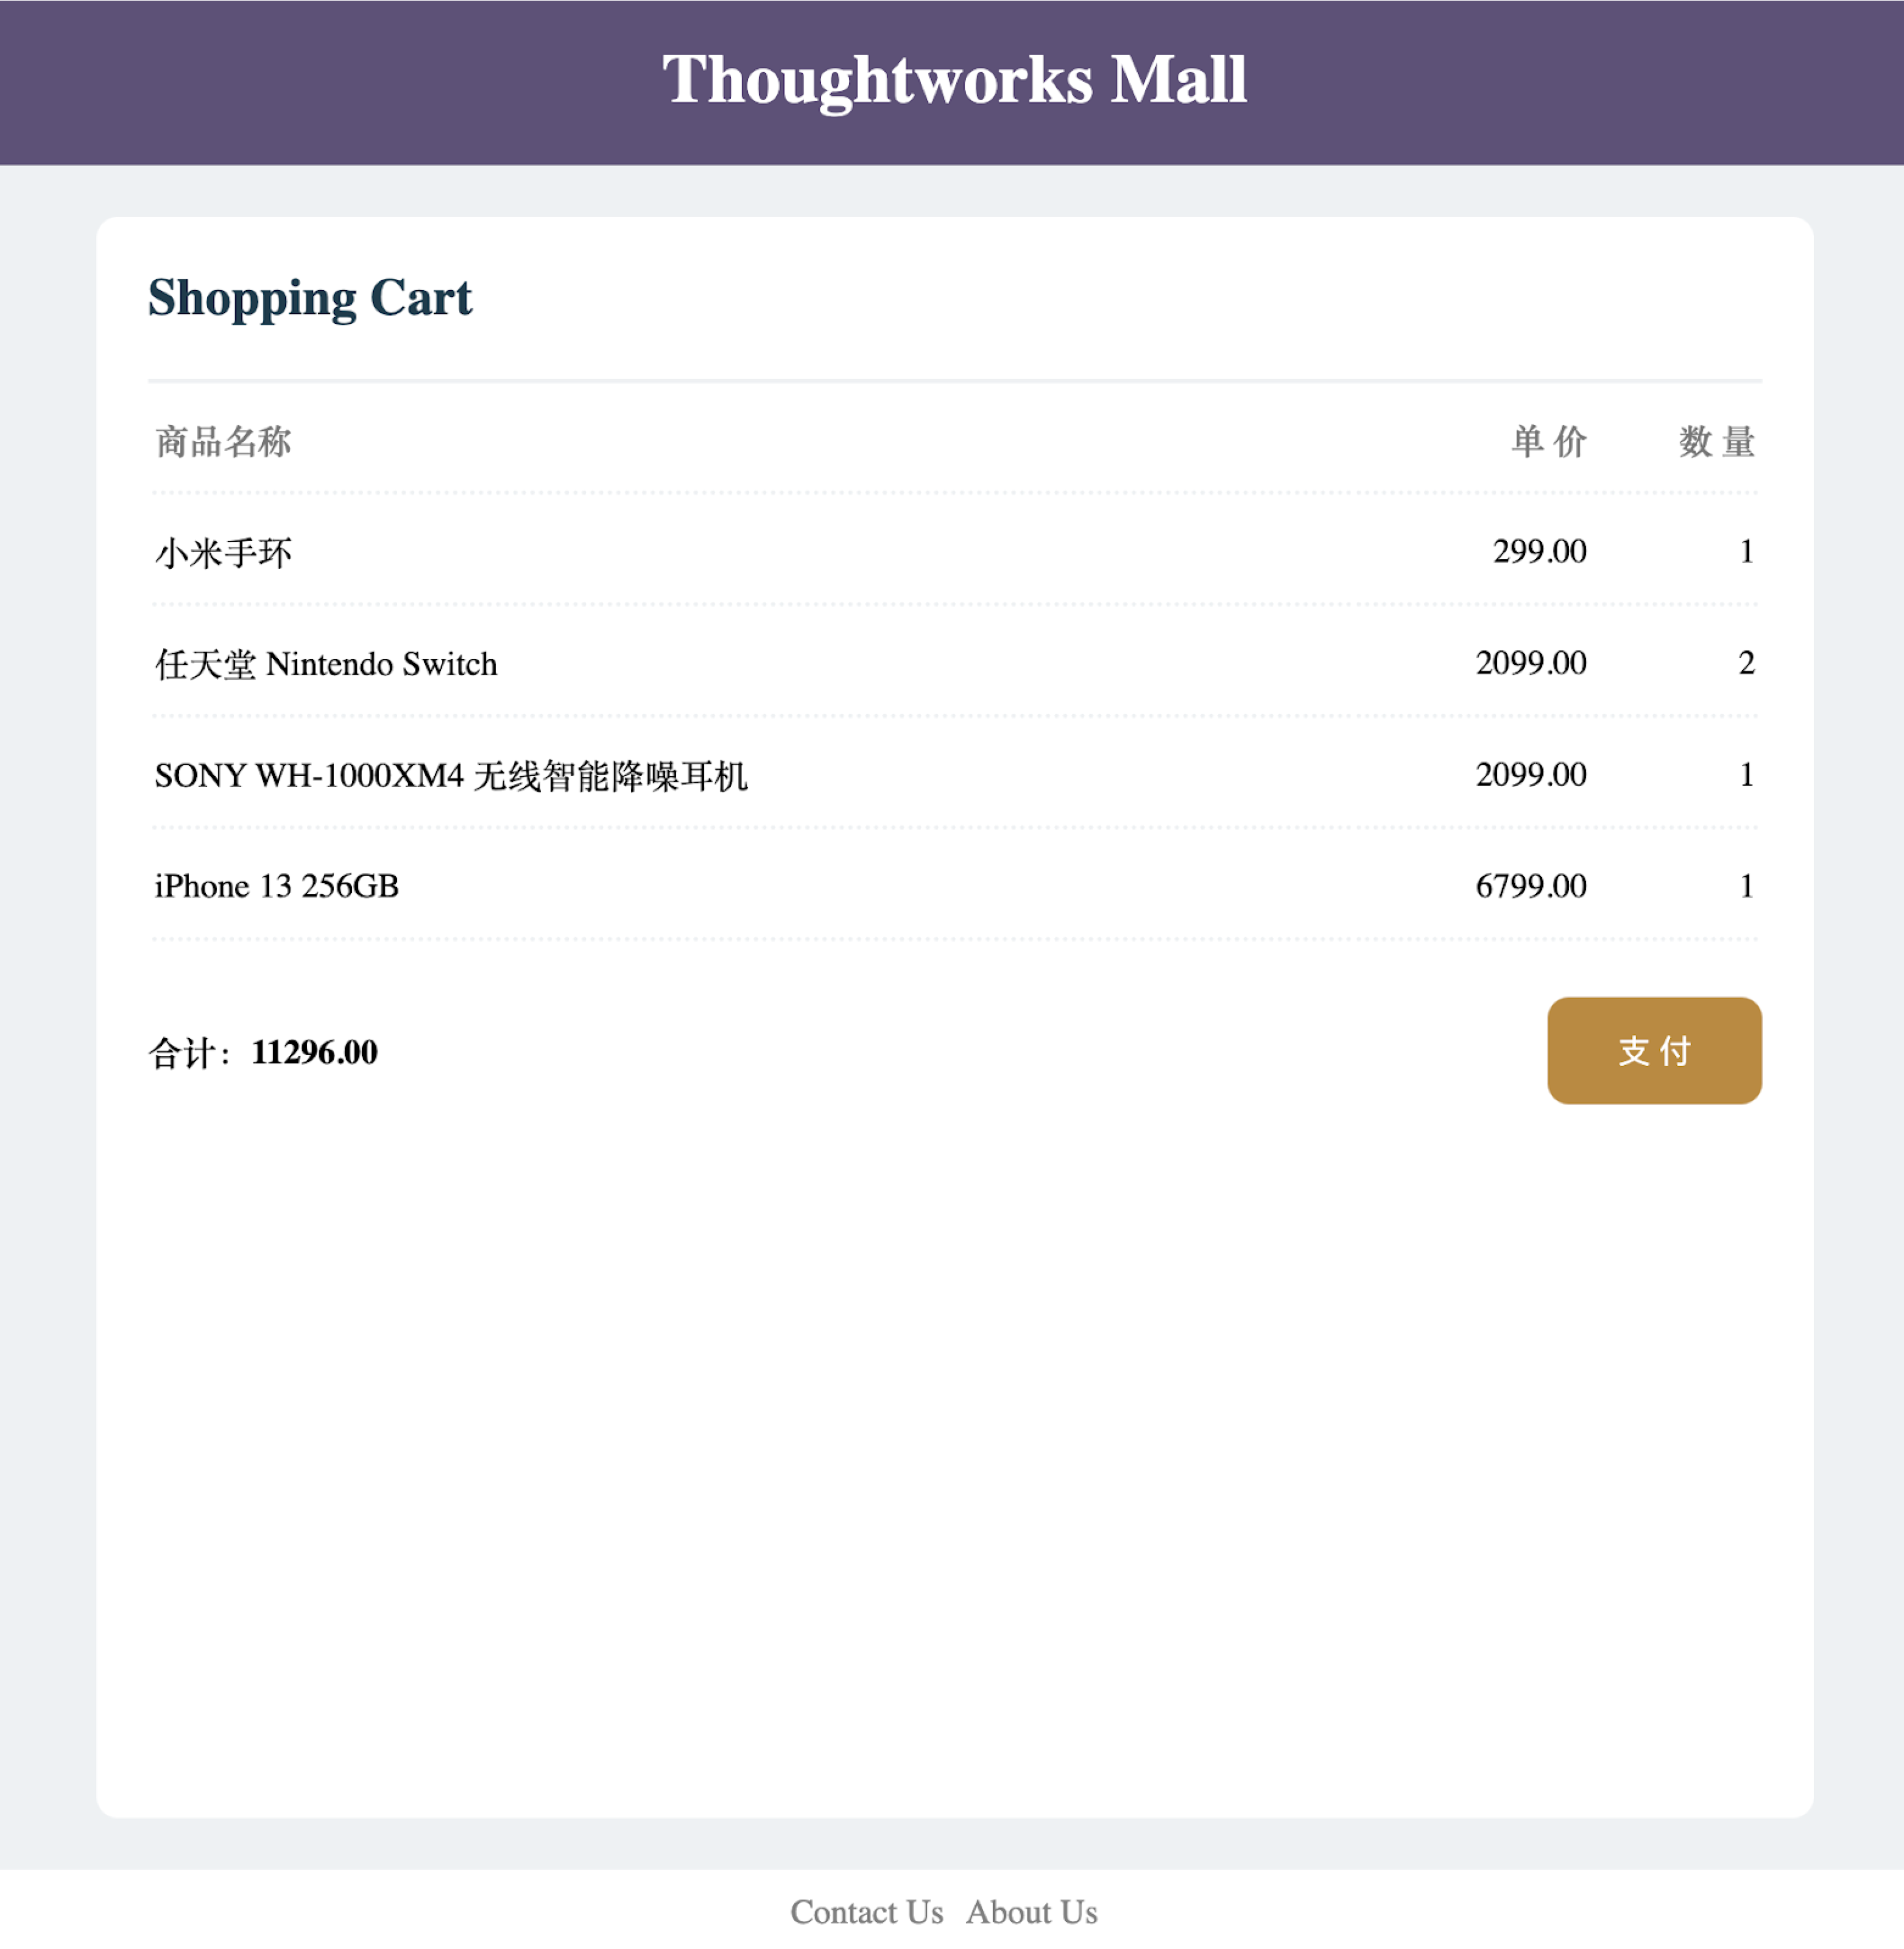 Thoughtworks Mall
Shopping Cart
商品名称 单 价 数 量
小米手环 299.00 1
任天堂 Nintendo Switch 2099.00 2
SONY WH-1000XM4 无线智能降噪耳机 2099.00 1
iPhone 13 256GB 6799.00 1
合计：11296.00 支 付
Contact Us About Us